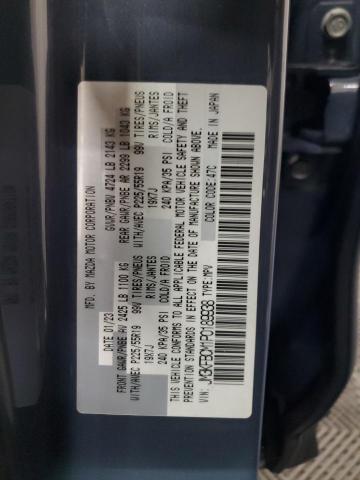 MFD. BY MAZDA MOTOR CORPORATION
DATE 01/23 GVWR/PNBV 4724 LB 2143 KG
FRONT GAWR/PNBE AV 2425 LB 1100 KG REAR GAWR/PNBE AR 2299 LB 1043 KG
WITH/AVEC P225/55R19 99V TIRES/PNEUS WITH/AVEC P225/55R19 99V TIRES/PNEUS
19X7J RIMS/JANTES 19X7J RIMS/JANTES
240 KPA/35 PSI COLD/A FROID 240 KPA/35 PSI COLD/A FROID
THIS VEHICLE CONFORMS TO ALL APPLICABLE FEDERAL MOTOR VEHICLE SAFETY AND THEFT
PREVENTION STANDARDS IN EFFECT ON THE DATE OF MANUFACTURE SHOWN ABOVE.
VIN: TYPE:MPV COLOR CODE:47C MADE IN JAPAN